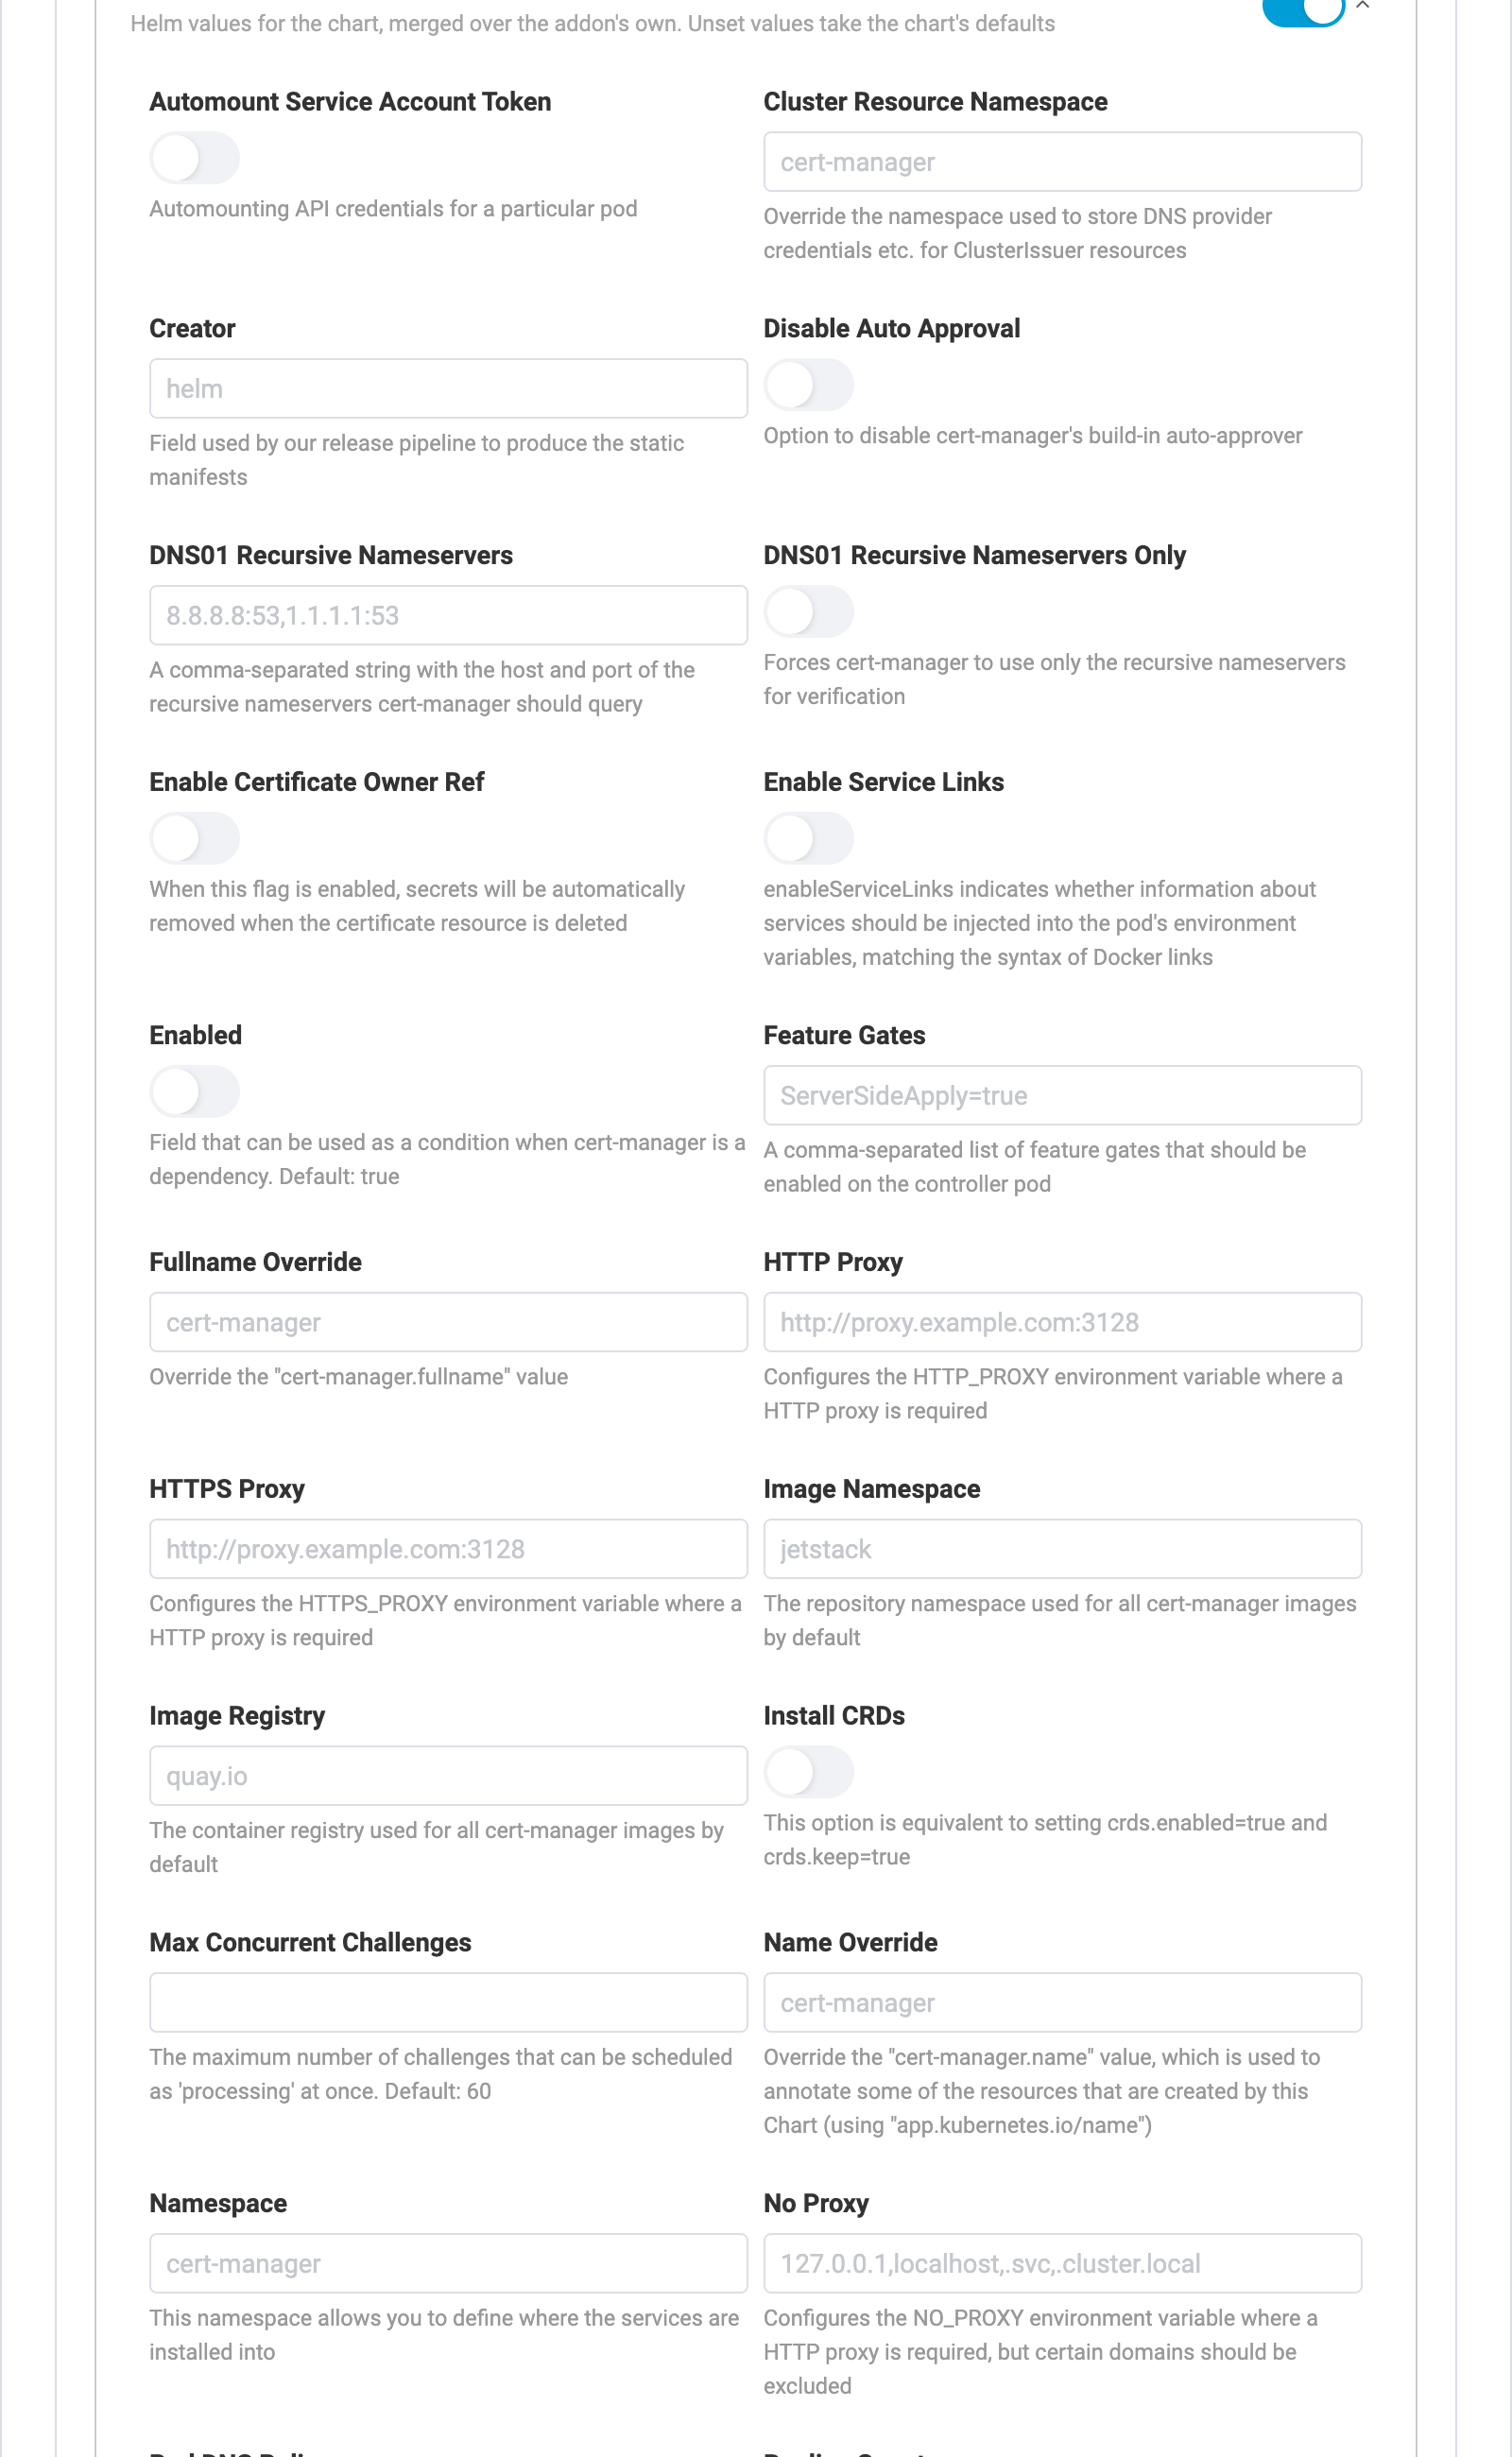 Helm values for the chart, merged over the addon's own. Unset values take the chart's defaults
Automount Service Account Token
Automounting API credentials for a particular pod
Cluster Resource Namespace
cert-manager
Override the namespace used to store DNS provider
credentials etc. for ClusterIssuer resources
Creator
helm
Field used by our release pipeline to produce the static
manifests
Disable Auto Approval
Option to disable cert-manager's build-in auto-approver
DNS01 Recursive Nameservers
8.8.8.8:53,1.1.1.1:53
A comma-separated string with the host and port of the
recursive nameservers cert-manager should query
DNS01 Recursive Nameservers Only
Forces cert-manager to use only the recursive nameservers
for verification
Enable Certificate Owner Ref
When this flag is enabled, secrets will be automatically
removed when the certificate resource is deleted
Enable Service Links
enableServiceLinks indicates whether information about
services should be injected into the pod's environment
variables, matching the syntax of Docker links
Enabled
Field that can be used as a condition when cert-manager is a
dependency. Default: true
Feature Gates
ServerSideApply=true
A comma-separated list of feature gates that should be
enabled on the controller pod
Fullname Override
cert-manager
Override the "cert-manager.fullname" value
HTTP Proxy
http://proxy.example.com:3128
Configures the HTTP_PROXY environment variable where a
HTTP proxy is required
HTTPS Proxy
http://proxy.example.com:3128
Configures the HTTPS_PROXY environment variable where a
HTTP proxy is required
Image Namespace
jetstack
The repository namespace used for all cert-manager images
by default
Image Registry
quay.io
The container registry used for all cert-manager images by
default
Install CRDs
This option is equivalent to setting crds.enabled=true and
crds.keep=true
Max Concurrent Challenges
The maximum number of challenges that can be scheduled
as 'processing' at once. Default: 60
Name Override
cert-manager
Override the "cert-manager.name" value, which is used to
annotate some of the resources that are created by this
Chart (using "app.kubernetes.io/name")
Namespace
cert-manager
This namespace allows you to define where the services are
installed into
No Proxy
127.0.0.1,localhost,.svc,.cluster.local
Configures the NO_PROXY environment variable where a
HTTP proxy is required, but certain domains should be
excluded